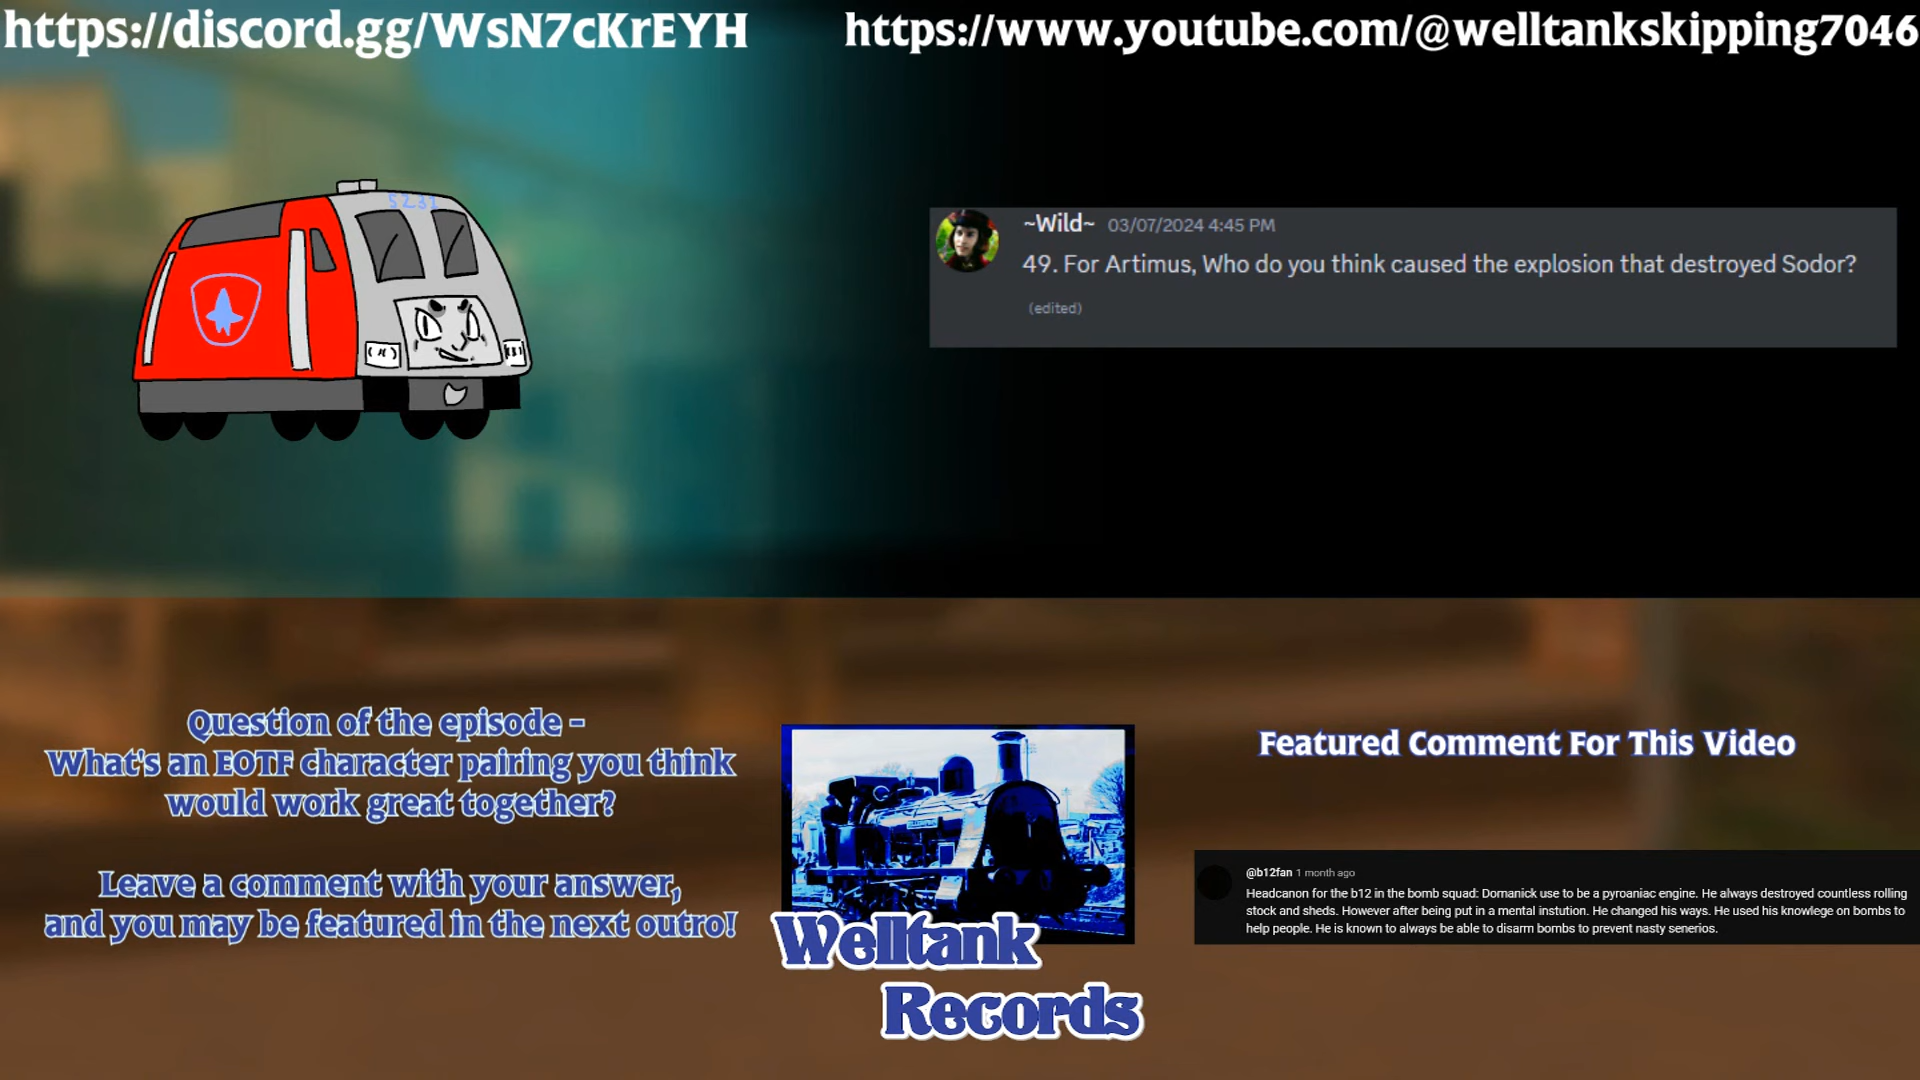 https://discord.gg/WsN7cKrEYH
https://www.youtube.com/@welltankskipping7046
5231
~Wild~ 03/07/2024 4:45 PM
49. For Artimus, Who do you think caused the explosion that destroyed Sodor?
(edited)
Question of the episode -
What's an EOTF character pairing you think
would work great together?
Leave a comment with your answer,
and you may be featured in the next outro!
Welltank
Records
Featured Comment For This Video
@b12fan 1 month ago
Headcanon for the b12 in the bomb squad: Domanick use to be a pyroaniac engine. He always destroyed countless rolling
stock and sheds. However after being put in a mental instution. He changed his ways. He used his knowlege on bombs to
help people. He is known to always be able to disarm bombs to prevent nasty senerios.